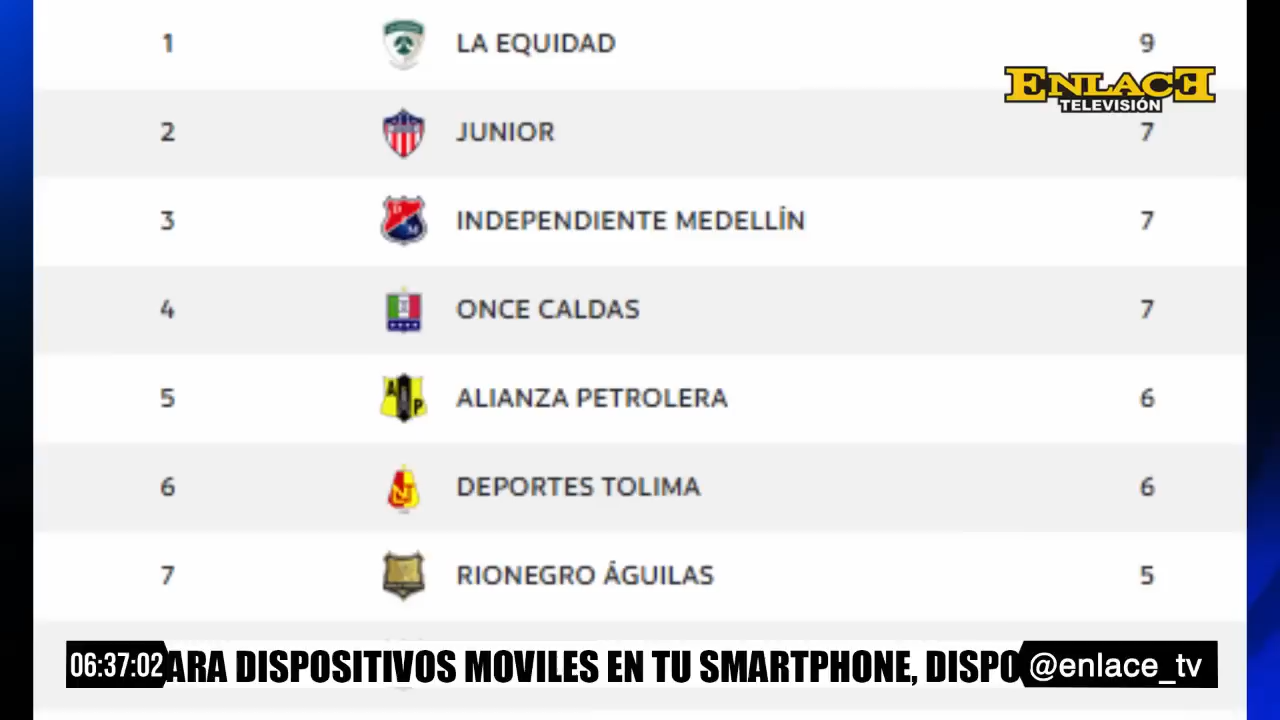 1 LA EQUIDAD 9
ENLACE
TELEVISIÓN
2 JUNIOR 7
3 INDEPENDIENTE MEDELLÍN 7
4 ONCE CALDAS 7
5 ALIANZA PETROLERA 6
6 DEPORTES TOLIMA 6
7 RIONEGRO ÁGUILAS 5
06:37:02 ARA DISPOSITIVOS MOVILES EN TU SMARTPHONE, DISPO @enlace_tv